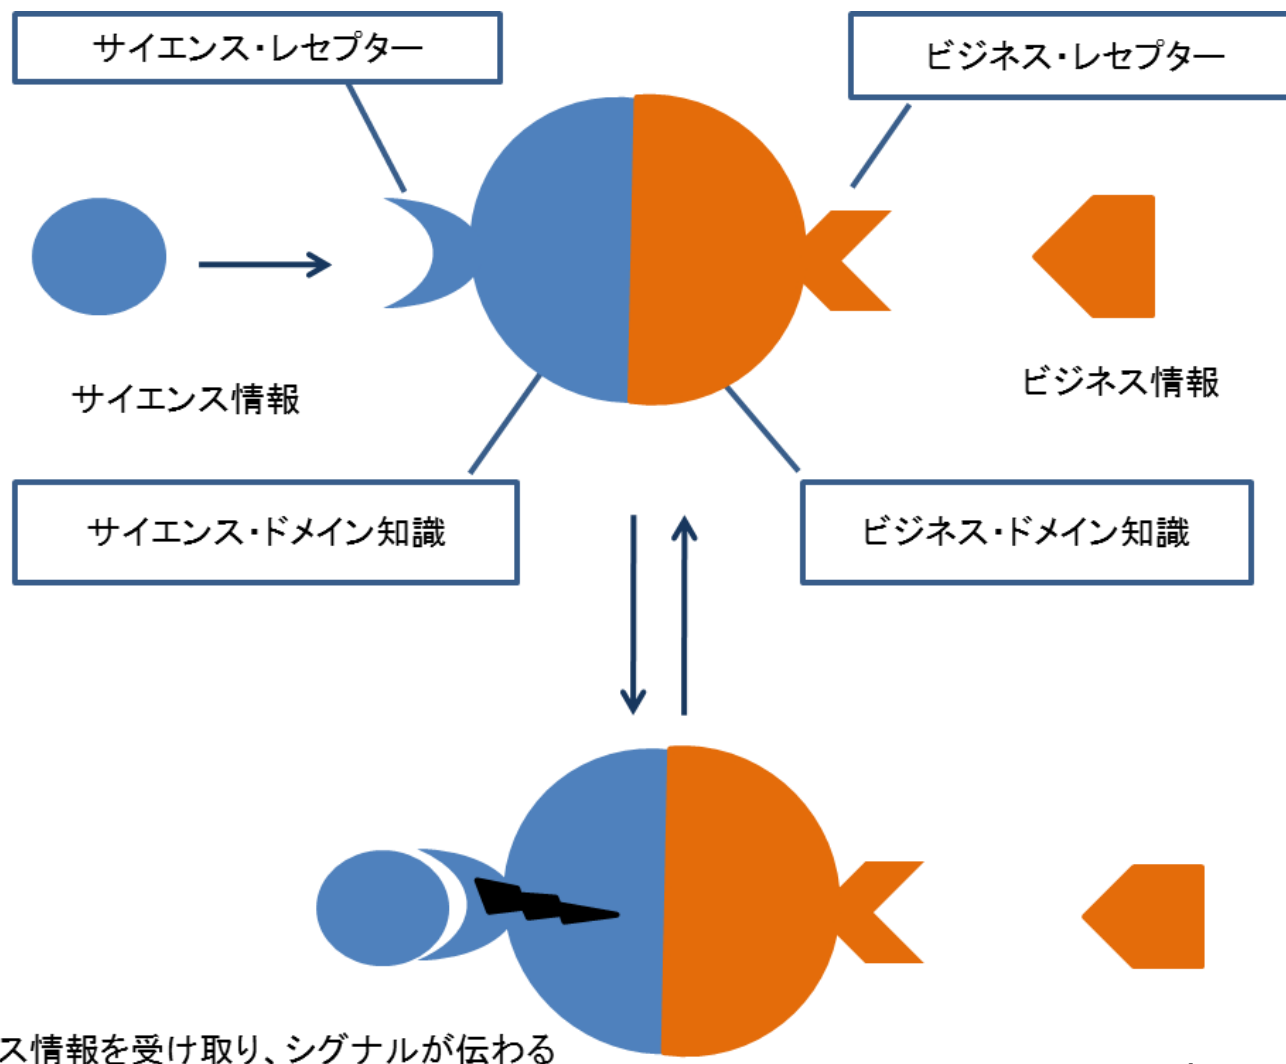 サイエンス・レセプター
ビジネス・レセプター
サイエンス情報
ビジネス情報
サイエンス・ドメイン知識
ビジネス・ドメイン知識
ス情報を受け取り、シグナルが伝わる